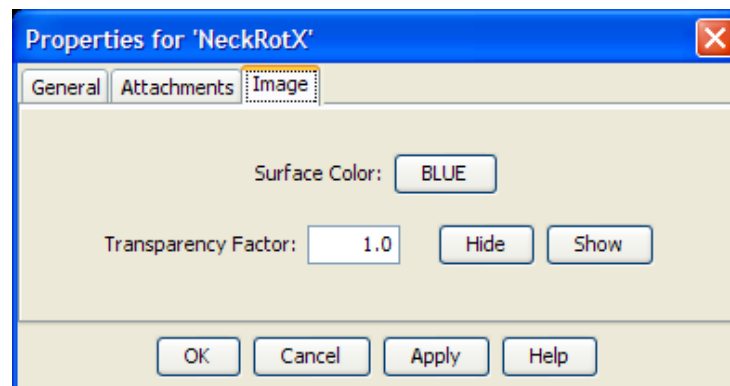 Properties for 'NeckRotX'
General Attachments Image
Surface Color: BLUE
Transparency Factor: 1.0 Hide Show
OK Cancel Apply Help